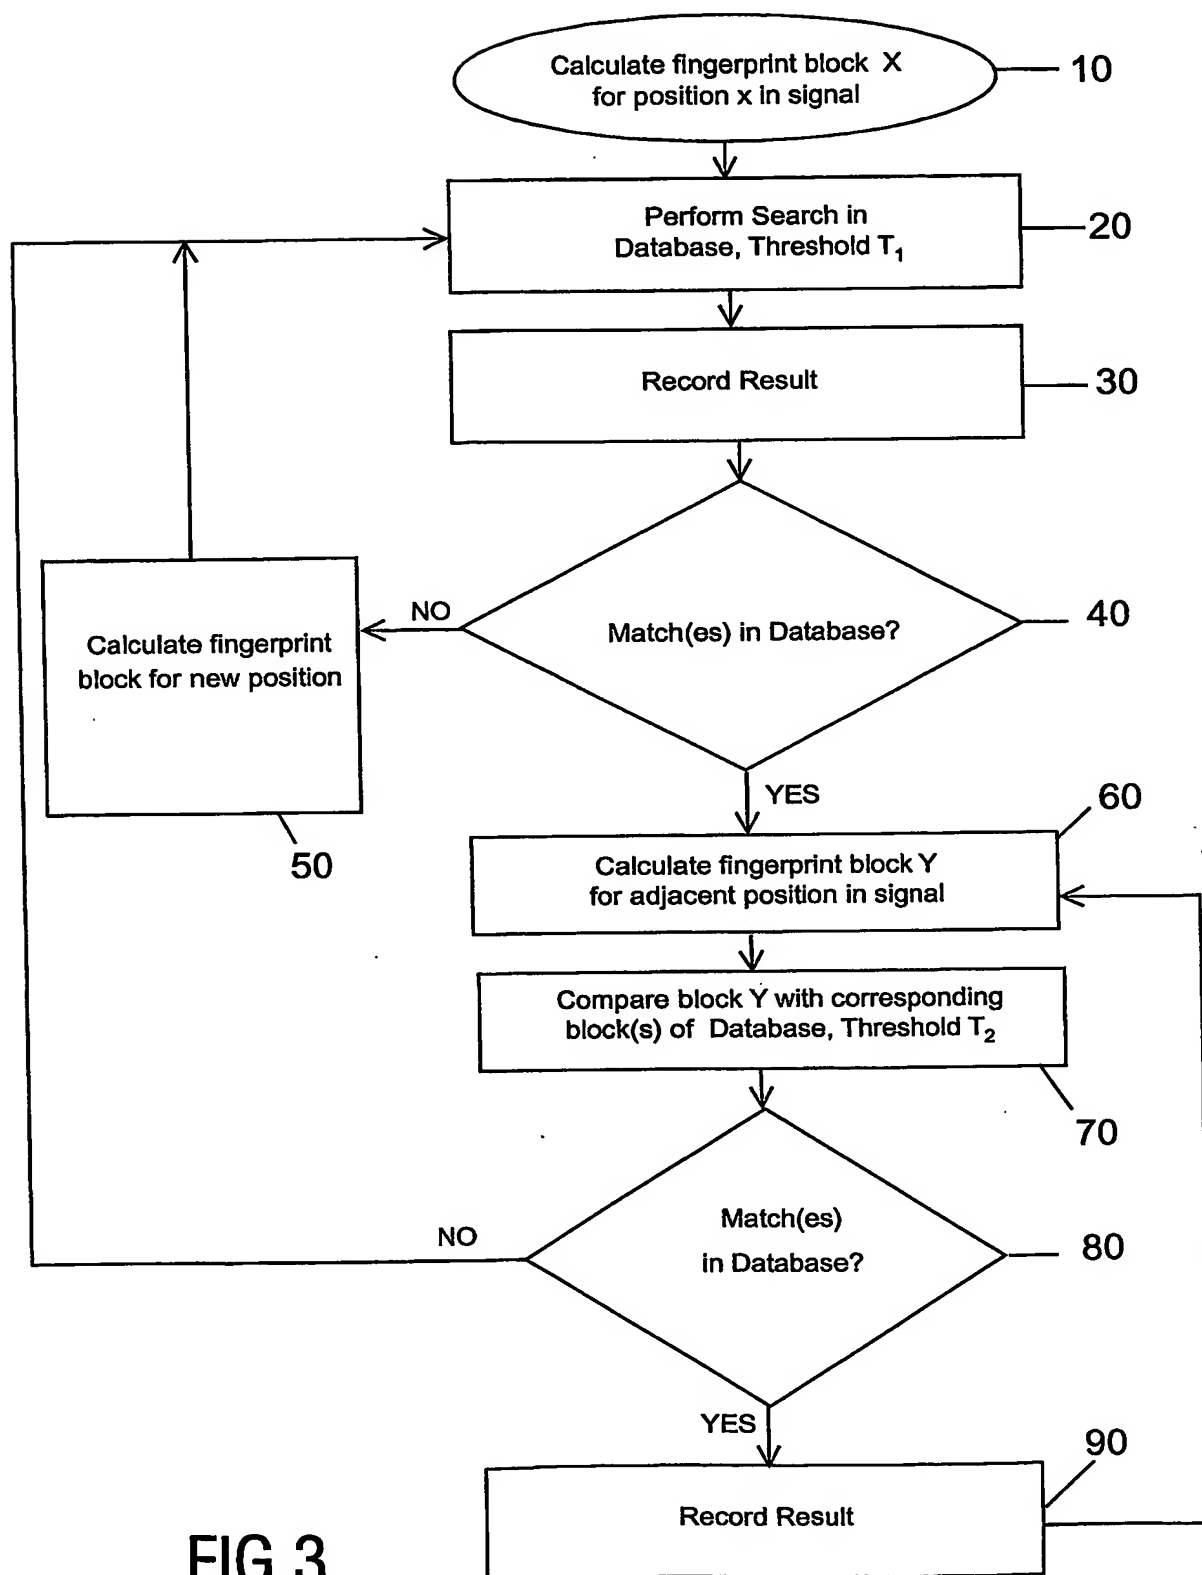 Calculate fingerprint block X
for position x in signal
10
Perform Search in
Database, Threshold T₁
20
Record Result
30
Match(es) in Database?
40
NO
Calculate fingerprint
block for new position
50
YES
60
Calculate fingerprint block Y
for adjacent position in signal
Compare block Y with corresponding
block(s) of Database, Threshold T₂
70
Match(es)
in Database?
80
NO
YES
90
Record Result
FIG.3